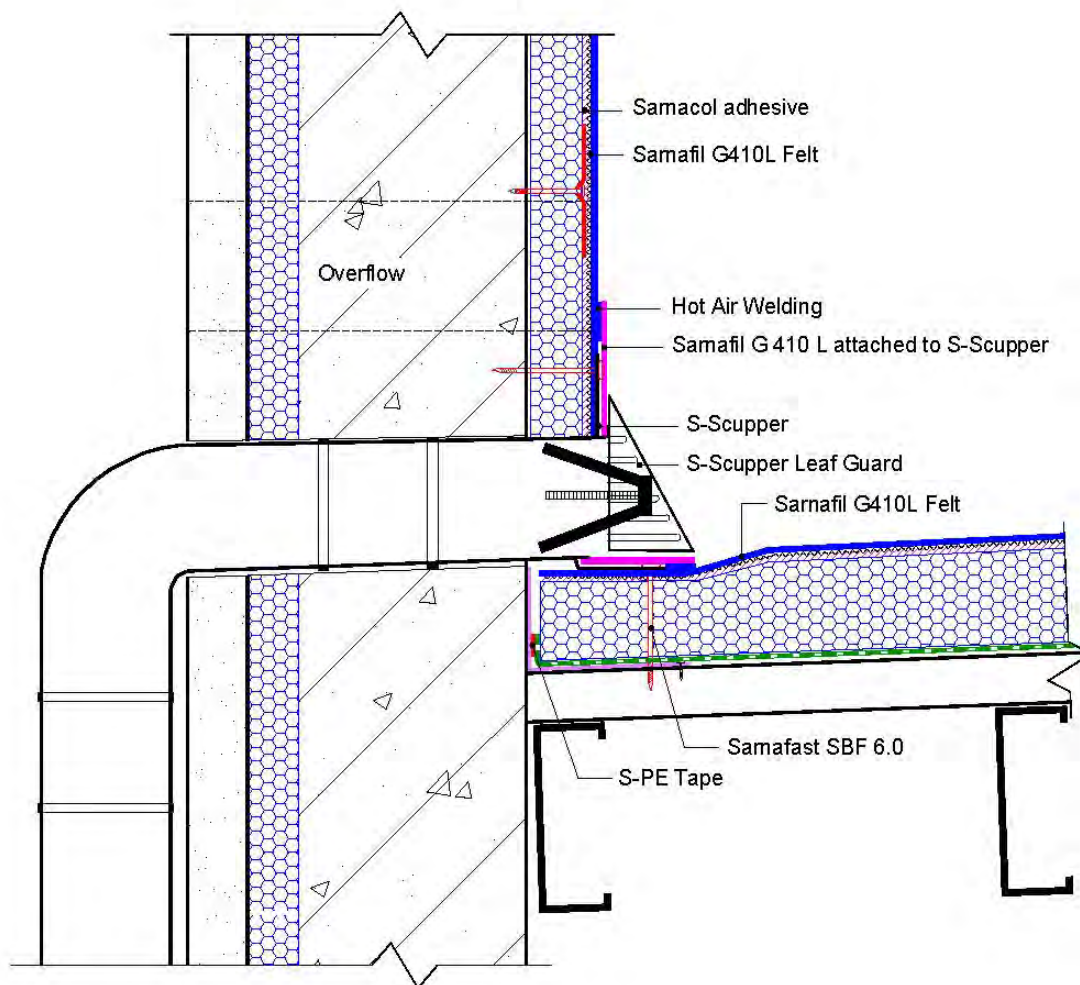 Sarnacol adhesive
Sarnafil G410L Felt
Overflow
Hot Air Welding
Sarnafil G 410 L attached to S-Scupper
S-Scupper
S-Scupper Leaf Guard
Sarnafil G410L Felt
Sarnafast SBF 6.0
S-PE Tape